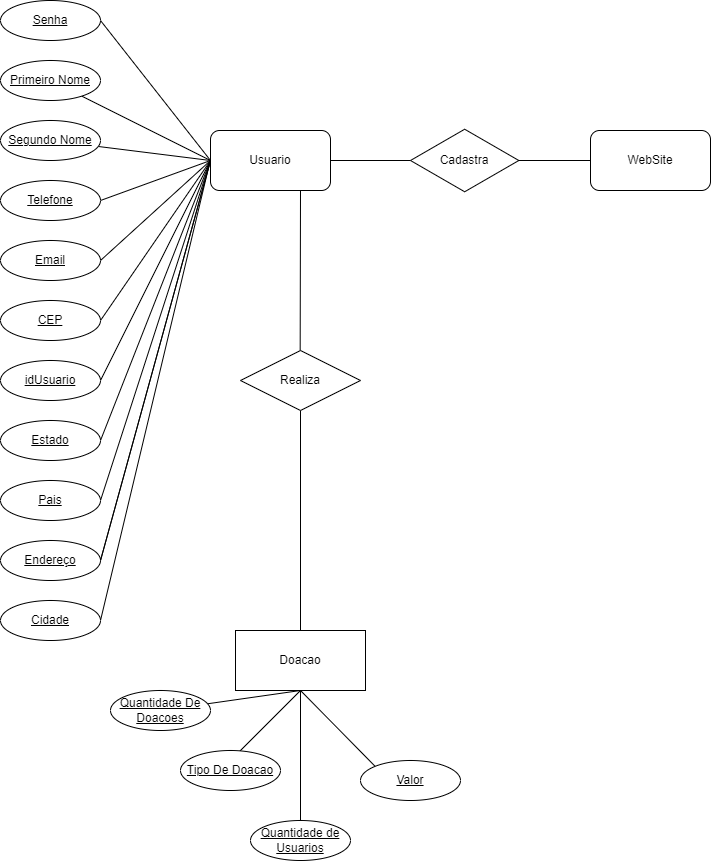 Senha
Primeiro Nome
Segundo Nome
Usuario
Cadastra
WebSite
Telefone
Email
CEP
idUsuario
Realiza
Estado
Pais
Endereço
Cidade
Doacao
Quantidade De
Doacoes
Tipo De Doacao
Valor
Quantidade de
Usuarios